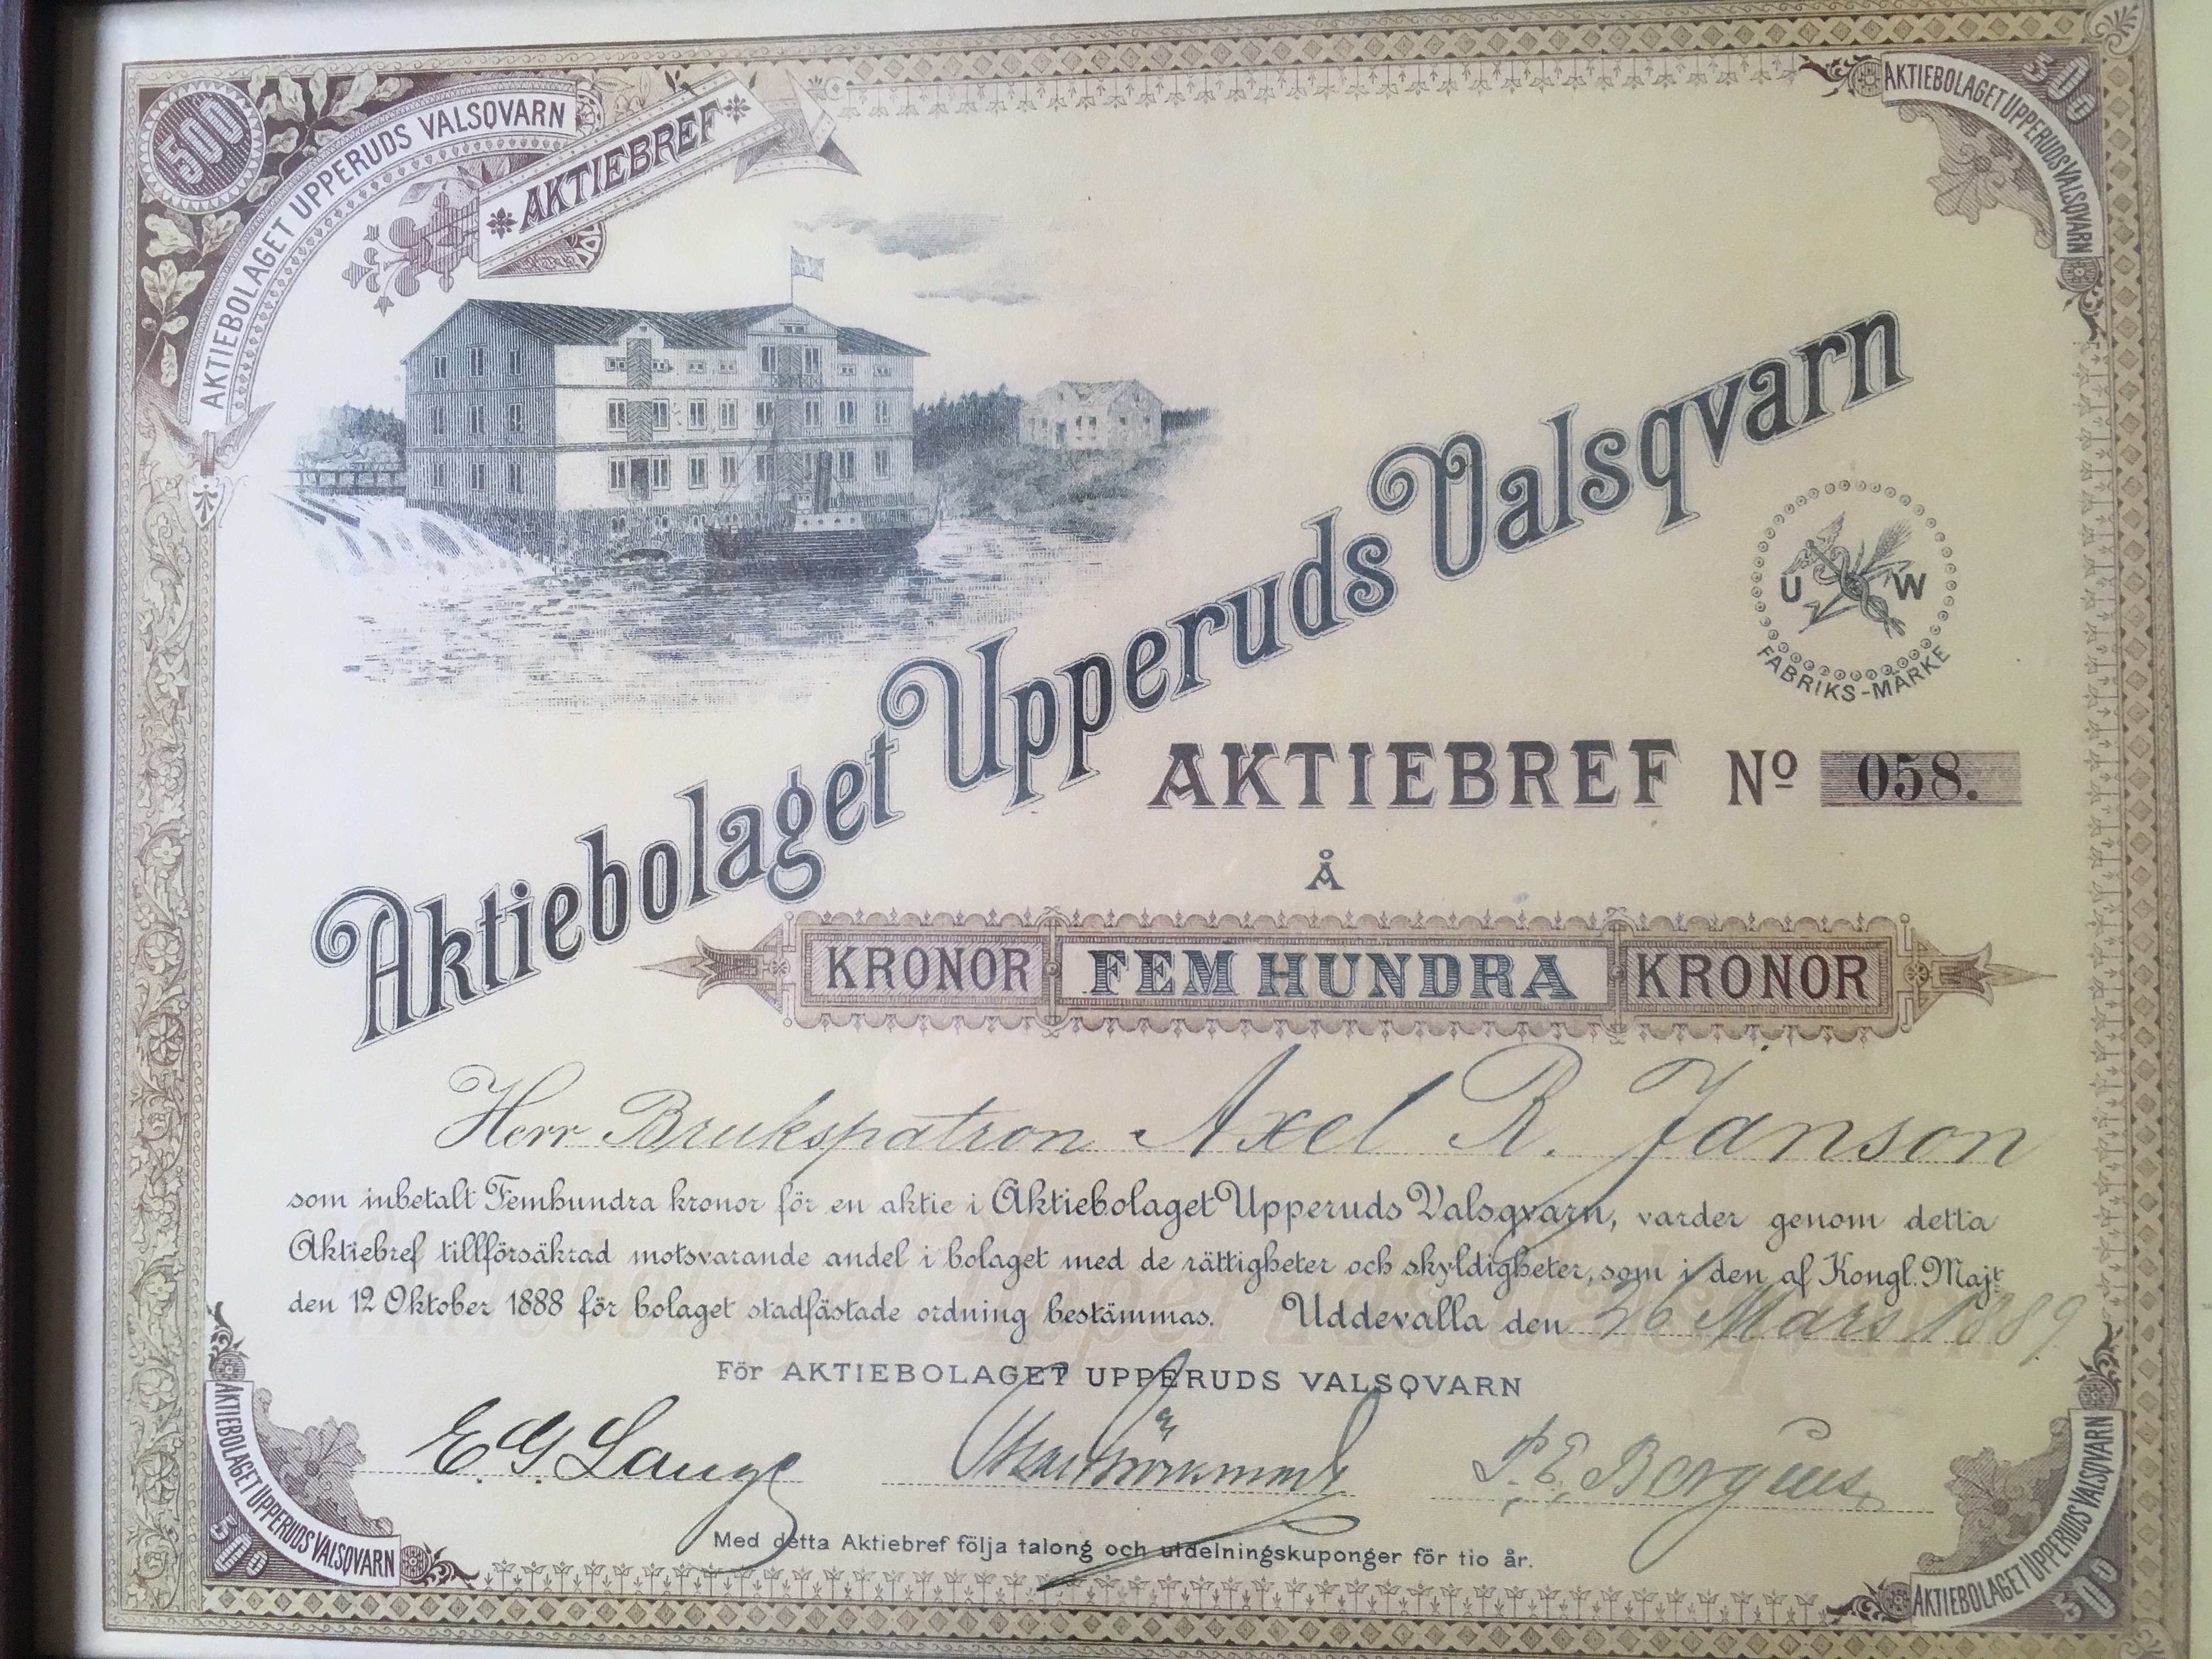 500
AKTIEBOLAGET UPPERUDS VALSQVARN
AKTIEBREF
AKTIEBOLAGET UPPERUDS VALSQVARN
500
Aktiebolaget Upperuds Valsqvarn
U W
FABRIKS-MÄRKE
AKTIEBREF Nº 058.
Å
KRONOR FEM HUNDRA KRONOR
Herr Brukspatron Axel R. Janson
som inbetalt Femhundra kronor för en aktie i Aktiebolaget Upperuds Valsqvarn, varder genom detta
Aktiebref tillförsäkrad motsvarande andel i bolaget med de rättigheter och skyldigheter, som i den af Kongl. Majt
den 12 Oktober 1888 för bolaget stadfästade ordning bestämmas. Uddevalla den 26 Mars 1889.
För AKTIEBOLAGET UPPERUDS VALSQVARN
E. G. Lange
P. E. Bergius
Med detta Aktiebref följa talong och utdelningskuponger för tio år.
AKTIEBOLAGET UPPERUDS VALSQVARN
500
AKTIEBOLAGET UPPERUDS VALSQVARN
500